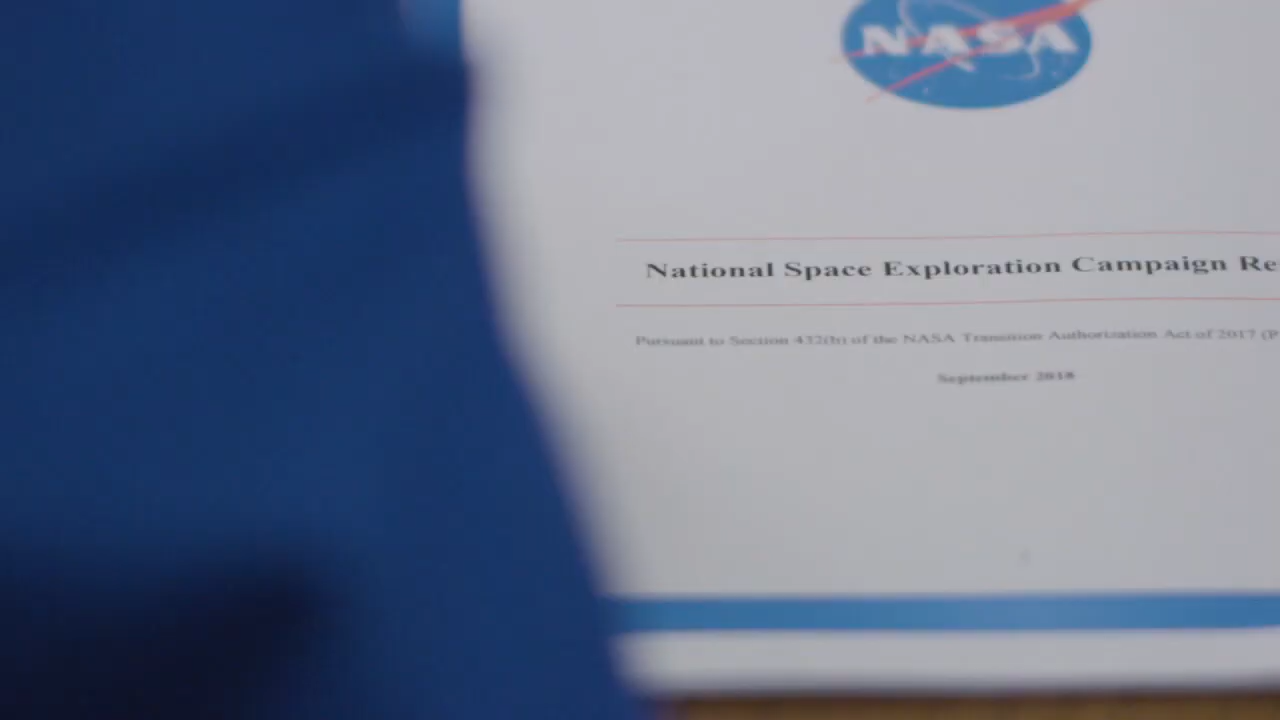 NASA
National Space Exploration Campaign Re
Pursuant to Section 432(b) of the NASA Transition Authorization Act of 2017 (P
September 2018